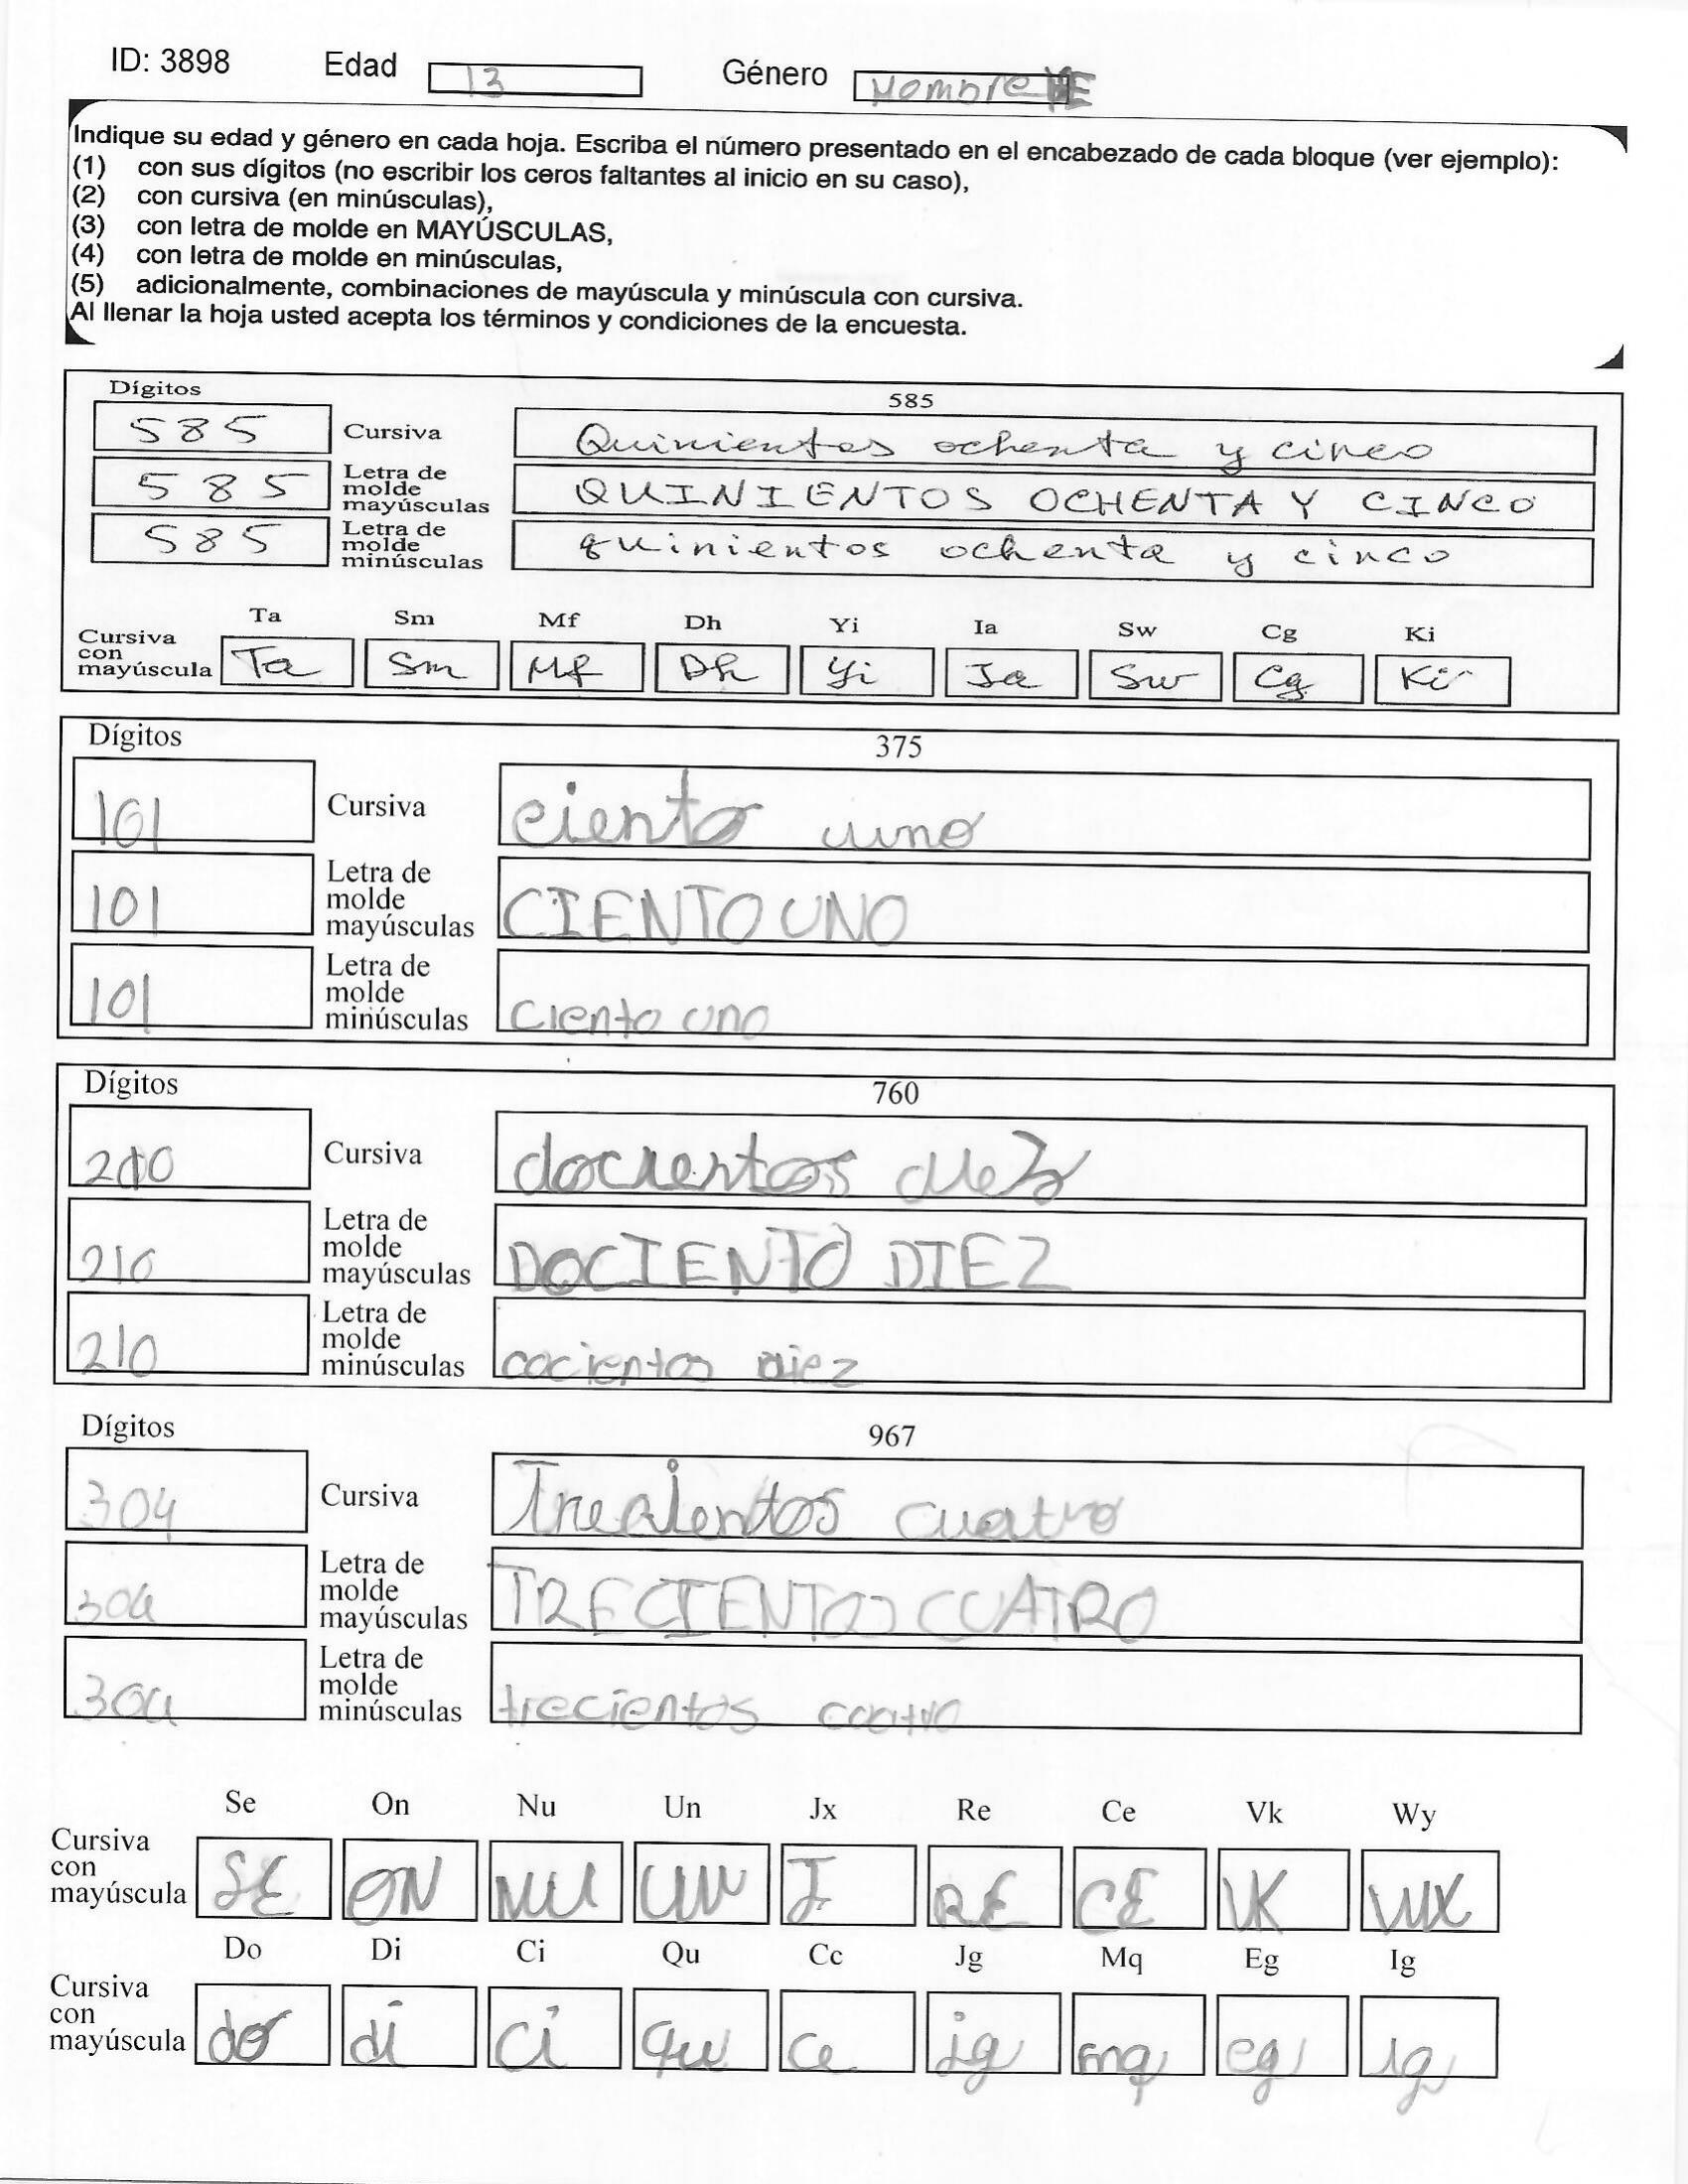 ID: 3898 Edad 13 Género Hombre
Indique su edad y género en cada hoja. Escriba el número presentado en el encabezado de cada bloque (ver ejemplo):
(1) con sus dígitos (no escribir los ceros faltantes al inicio en su caso),
(2) con cursiva (en minúsculas),
(3) con letra de molde en MAYÚSCULAS,
(4) con letra de molde en minúsculas,
(5) adicionalmente, combinaciones de mayúscula y minúscula con cursiva.
Al llenar la hoja usted acepta los términos y condiciones de la encuesta.
Dígitos 585
585 Cursiva Quinientos ochenta y cinco
585 Letra de molde mayúsculas QUINIENTOS OCHENTA Y CINCO
585 Letra de molde minúsculas quinientos ochenta y cinco
Ta Sm Mf Dh Yi Ia Sw Cg Ki
Cursiva con mayúscula Ta Sm Mf Dh Yi Ia Sw Cg Ki
Dígitos 375
101 Cursiva ciento uno
101 Letra de molde mayúsculas CIENTO UNO
101 Letra de molde minúsculas ciento uno
Dígitos 760
210 Cursiva docientos diez
210 Letra de molde mayúsculas DOCIENTO DIEZ
210 Letra de molde minúsculas docientos diez
Dígitos 967
304 Cursiva Trecientos cuatro
304 Letra de molde mayúsculas TRECIENTOS CUATRO
304 Letra de molde minúsculas trecientos coatro
Se On Nu Un Jx Re Ce Vk Wy
Cursiva con mayúscula SE ON NU UN J RE CE VK WX
Do Di Ci Qu Cc Jg Mq Eg Ig
Cursiva con mayúscula do di ci qu cc jg mq eg ig